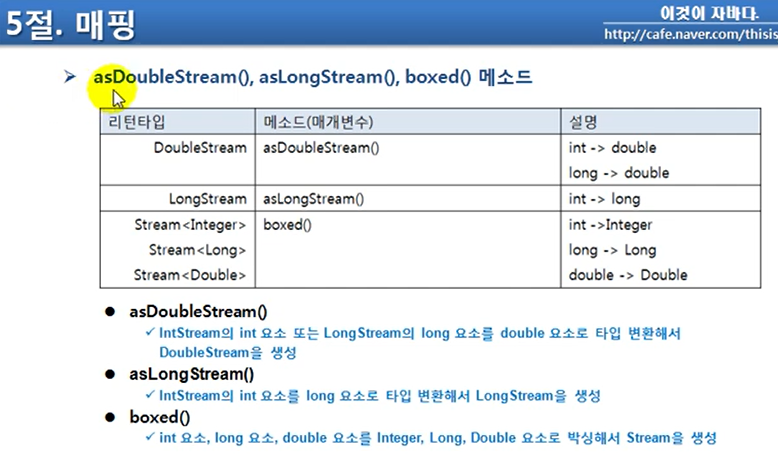 5절. 매핑
이것이 자바다.
http://cafe.naver.com/thisis
asDoubleStream(), asLongStream(), boxed() 메소드
리턴타입 메소드(매개변수) 설명
DoubleStream asDoubleStream() int -> double
long -> double
LongStream asLongStream() int -> long
Stream<Integer> boxed() int ->Integer
Stream<Long> long -> Long
Stream<Double> double -> Double
asDoubleStream()
IntStream의 int 요소 또는 LongStream의 long 요소를 double 요소로 타입 변환해서
DoubleStream을 생성
asLongStream()
IntStream의 int 요소를 long 요소로 타입 변환해서 LongStream을 생성
boxed()
int 요소, long 요소, double 요소를 Integer, Long, Double 요소로 박싱해서 Stream을 생성